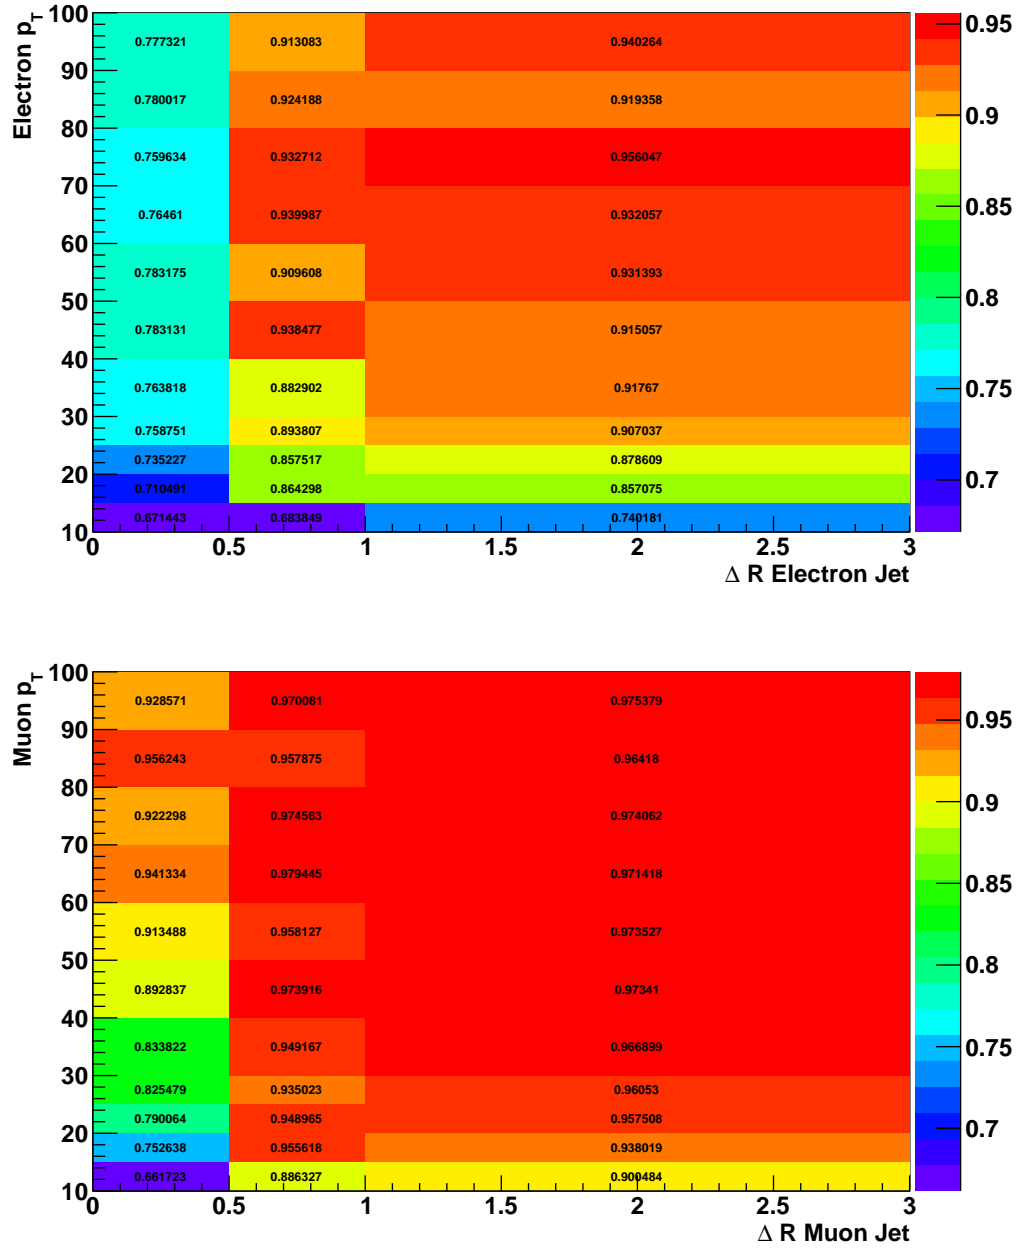 Electron p_T
100
90
80
70
60
50
40
30
20
10
0.777321 0.913083 0.940264
0.780017 0.924188 0.919358
0.759634 0.932712 0.956047
0.76461 0.939987 0.932057
0.783175 0.909608 0.931393
0.783131 0.938477 0.915057
0.763818 0.882902 0.91767
0.758751 0.893807 0.907037
0.735227 0.857517 0.878609
0.710491 0.864298 0.857075
0.671443 0.683849 0.740181
0 0.5 1 1.5 2 2.5 3
Δ R Electron Jet
0.95
0.9
0.85
0.8
0.75
0.7
Muon p_T
100
90
80
70
60
50
40
30
20
10
0.928571 0.970081 0.975379
0.956243 0.957875 0.96418
0.922298 0.974563 0.974062
0.941334 0.979445 0.971418
0.913488 0.958127 0.973527
0.892837 0.973916 0.97341
0.833822 0.949167 0.966899
0.825479 0.935023 0.96053
0.790064 0.948965 0.957508
0.752638 0.955618 0.938019
0.661723 0.886327 0.900484
0 0.5 1 1.5 2 2.5 3
Δ R Muon Jet
0.95
0.9
0.85
0.8
0.75
0.7